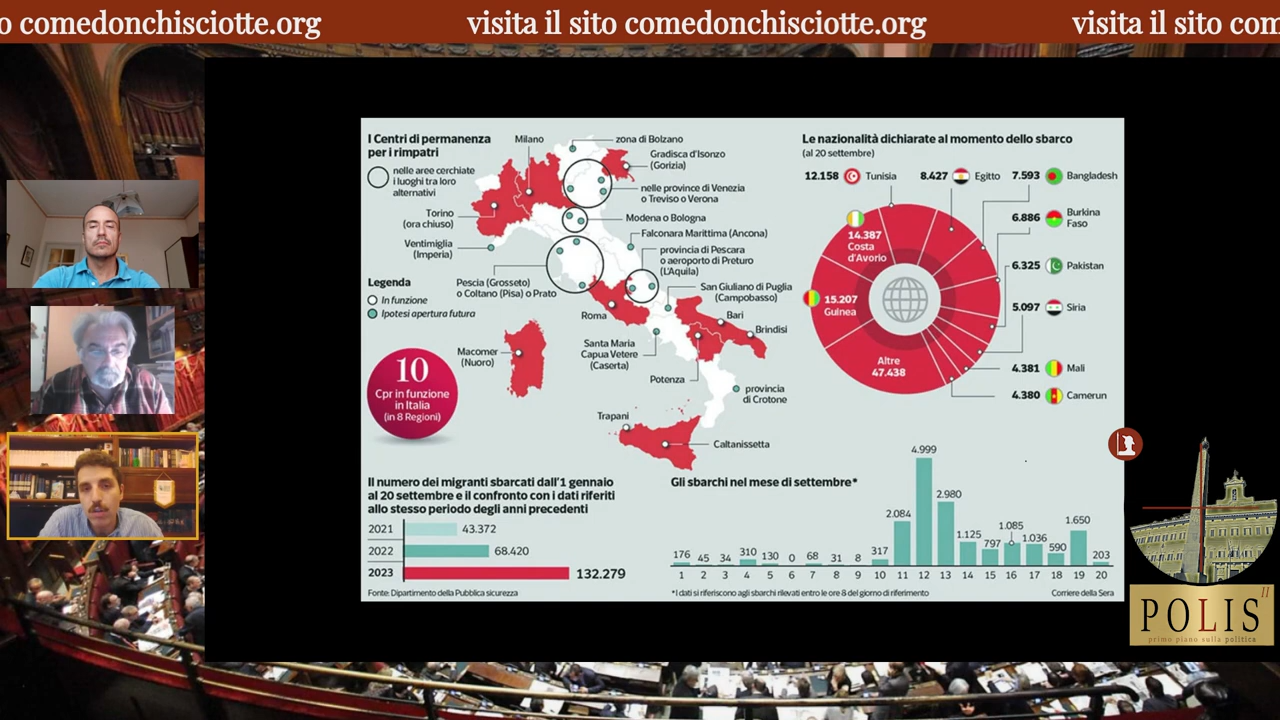 o comedonchisciotte.org
visita il sito comedonchisciotte.org
visita il sito com
I Centri di permanenza
per i rimpatri
nelle aree cerchiate
i luoghi tra loro
alternativi
Milano
zona di Bolzano
Gradisca d'Isonzo
(Gorizia)
nelle province di Venezia
o Treviso o Verona
Torino
(ora chiuso)
Modena o Bologna
Ventimiglia
(Imperia)
Falconara Marittima (Ancona)
provincia di Pescara
o aeroporto di Preturo
(L'Aquila)
Pescia (Grosseto)
o Coltano (Pisa) o Prato
San Giuliano di Puglia
(Campobasso)
Legenda
In funzione
Ipotesi apertura futura
Roma
Bari
Brindisi
Macomer
(Nuoro)
Santa Maria
Capua Vetere
(Caserta)
Potenza
provincia
di Crotone
Trapani
Caltanissetta
10
Cpr in funzione
in Italia
(in 8 Regioni)
Le nazionalità dichiarate al momento dello sbarco
(al 20 settembre)
12.158 Tunisia
8.427 Egitto
7.593 Bangladesh
6.886 Burkina
Faso
6.325 Pakistan
5.097 Siria
4.381 Mali
4.380 Camerun
14.387
Costa
d'Avorio
15.207
Guinea
Altre
47.438
Il numero dei migranti sbarcati dall'1 gennaio
al 20 settembre e il confronto con i dati riferiti
allo stesso periodo degli anni precedenti
2021 43.372
2022 68.420
2023 132.279
Fonte: Dipartimento della Pubblica sicurezza
Gli sbarchi nel mese di settembre*
176 45 34 310 130 0 68 31 8 317 2.084 4.999 2.980 1.125 797 1.085 1.036 590 1.650 203
1 2 3 4 5 6 7 8 9 10 11 12 13 14 15 16 17 18 19 20
*I dati si riferiscono agli sbarchi rilevati entro le ore 8 del giorno di riferimento
Corriere della Sera
POLIS II
primo piano sulla politica